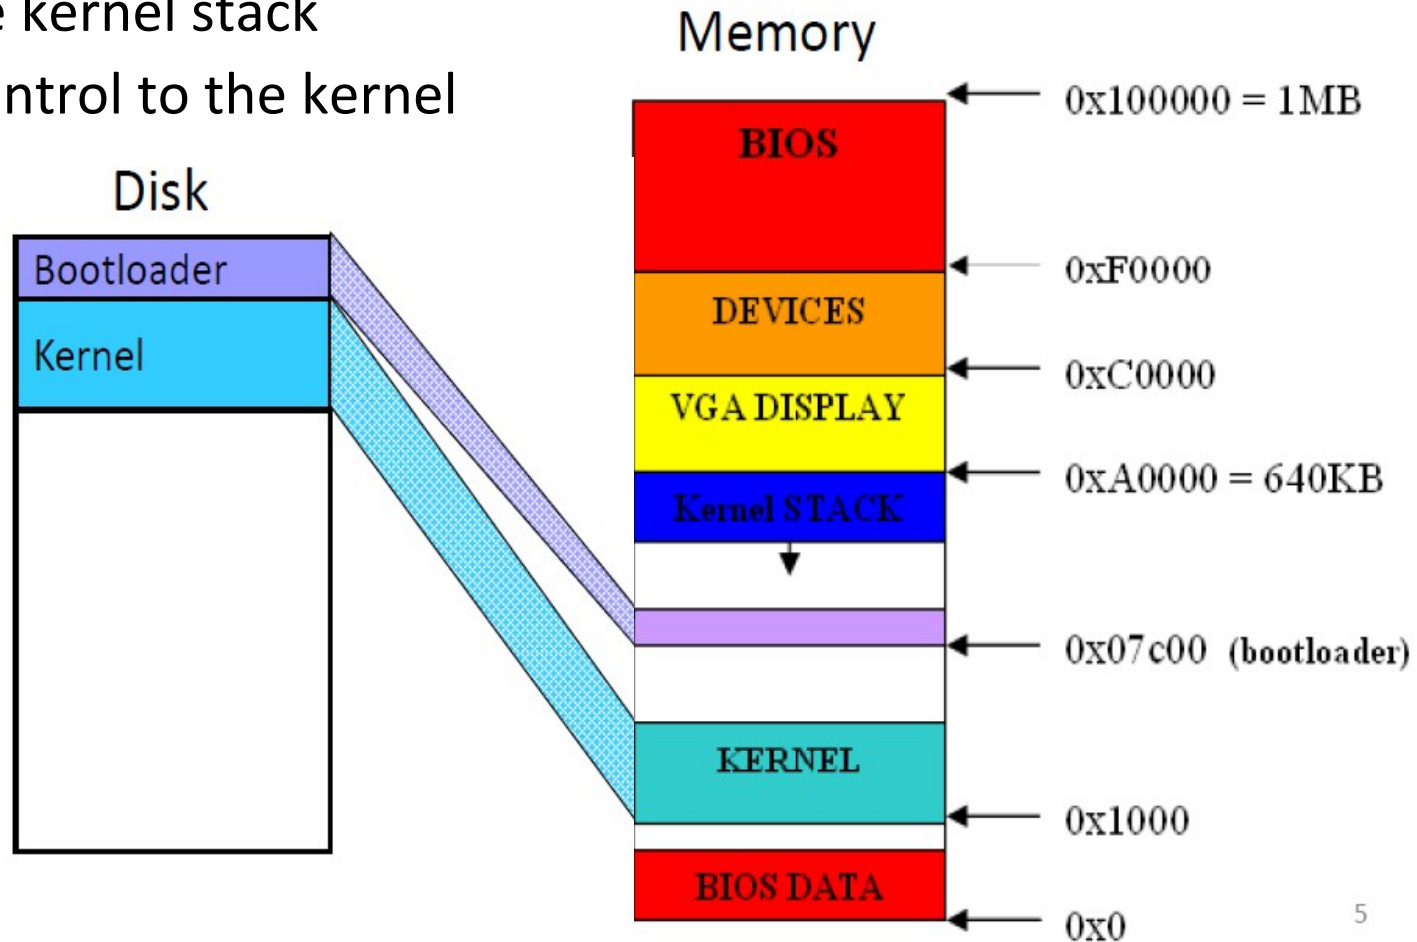 e kernel stack
ntrol to the kernel
Memory
0x100000 = 1MB
BIOS
Disk
Bootloader
0xF0000
DEVICES
Kernel
0xC0000
VGA DISPLAY
0xA0000 = 640KB
Kernel STACK
0x07c00 (bootloader)
KERNEL
0x1000
BIOS DATA
5
0x0